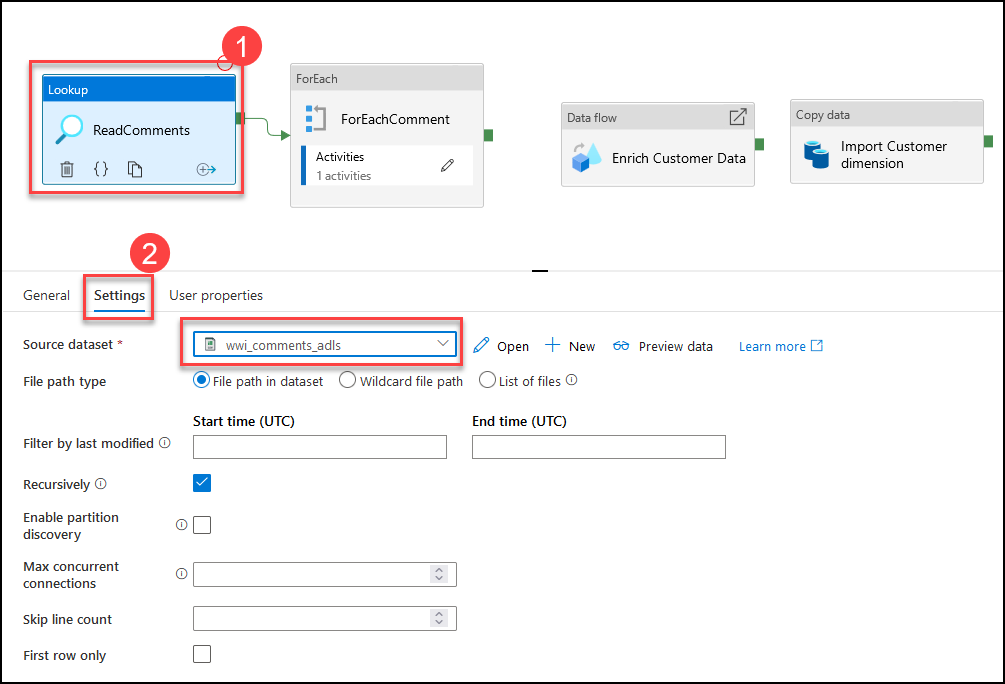 1
Lookup
ReadComments
{}
ForEach
ForEachComment
Activities
1 activities
Data flow
Enrich Customer Data
Copy data
Import Customer
dimension
2
General Settings User properties
Source dataset * wwi_comments_adls Open New Preview data Learn more
File path type File path in dataset Wildcard file path List of files
Start time (UTC) End time (UTC)
Filter by last modified
Recursively
Enable partition
discovery
Max concurrent
connections
Skip line count
First row only